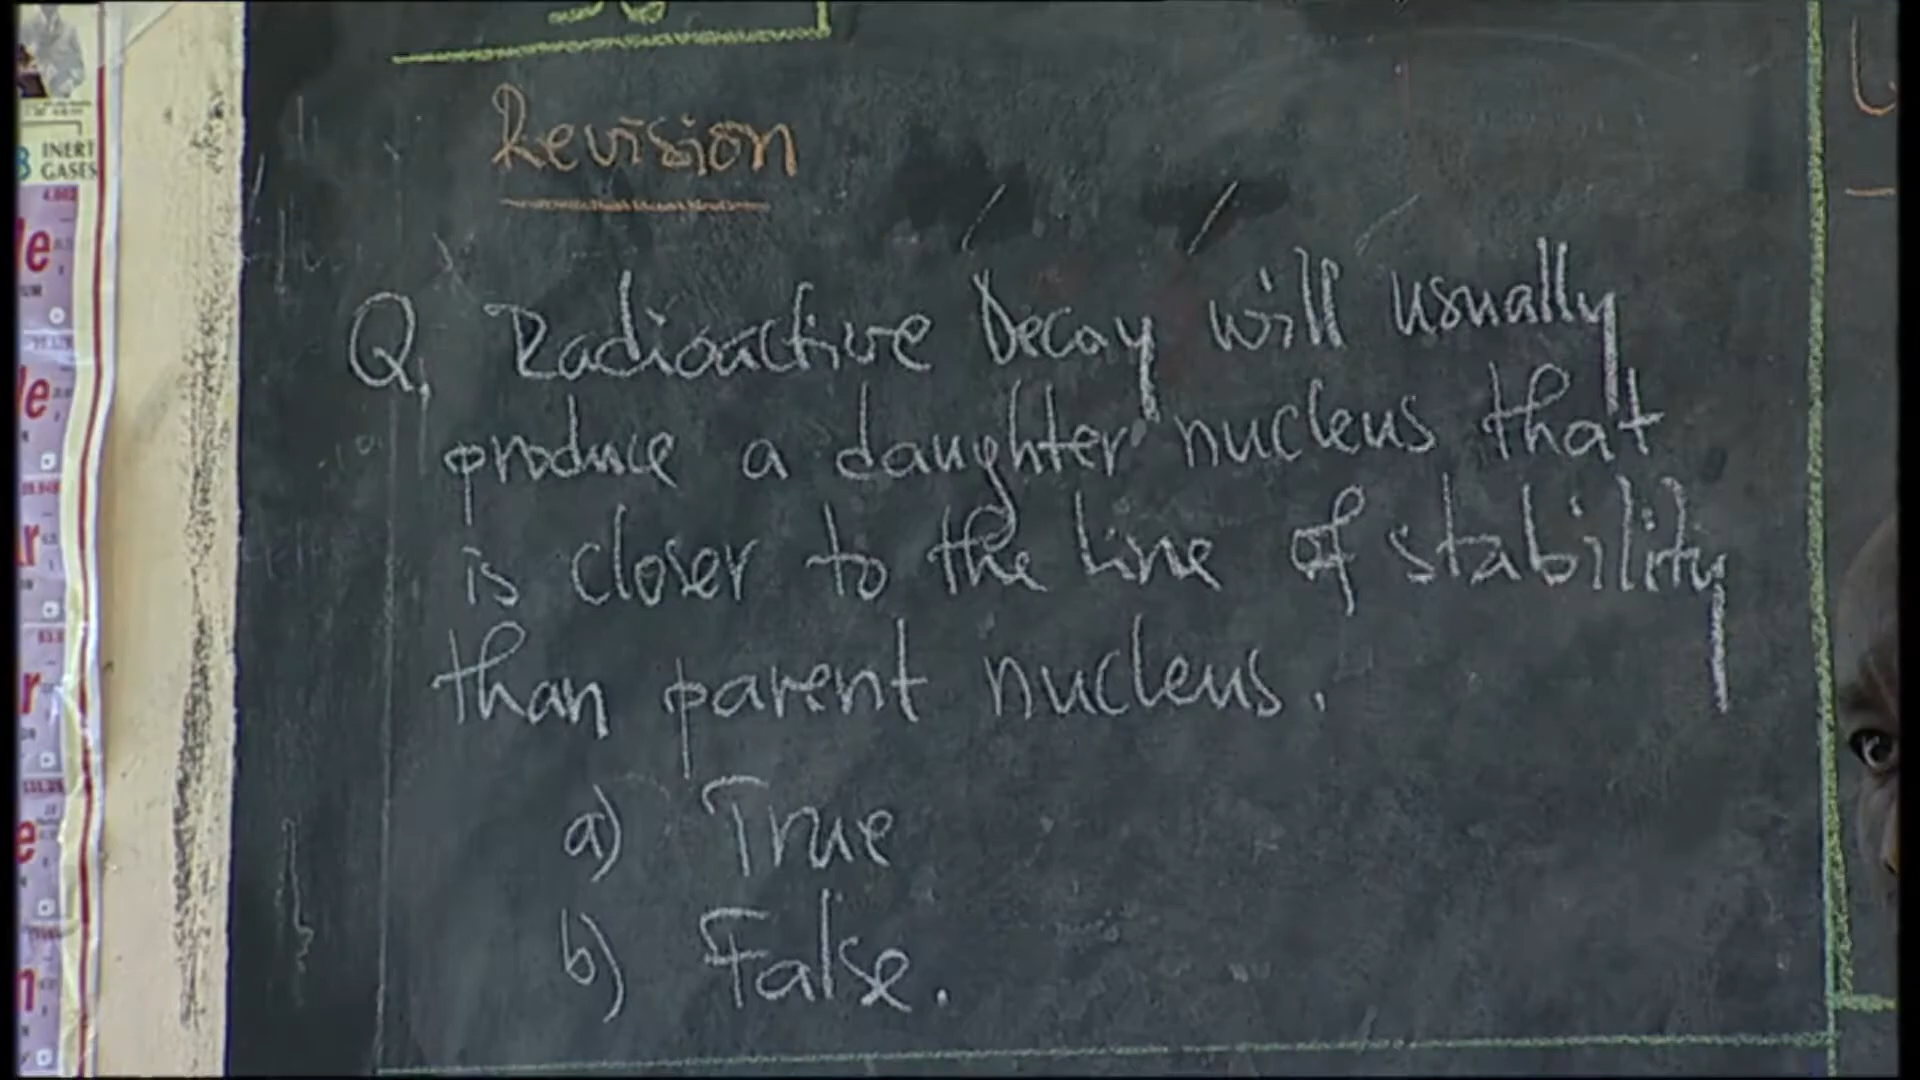 INERT
GASES
Revision
Q. Radioactive Decay will usually
produce a daughter nucleus that
is closer to the line of stability
than parent nucleus.
a) True
b) False.